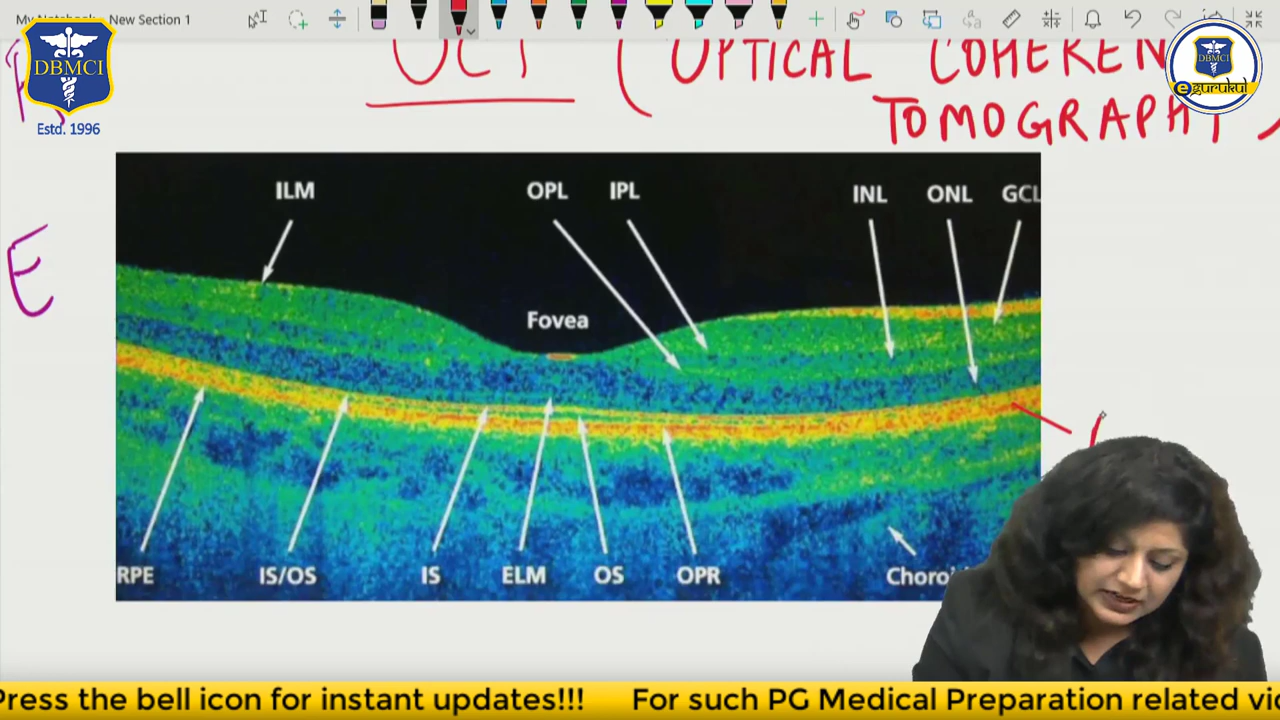 My Notebook - New Section 1
DBMCI
Estd. 1996
OCT ( OPTICAL COHEREN
TOMOGRAPHY
DBMCI
e gurukul
E
ILM
OPL
IPL
INL
ONL
GCL
Fovea
RPE
IS/OS
IS
ELM
OS
OPR
Choroi
Press the bell icon for instant updates!!! For such PG Medical Preparation related vi